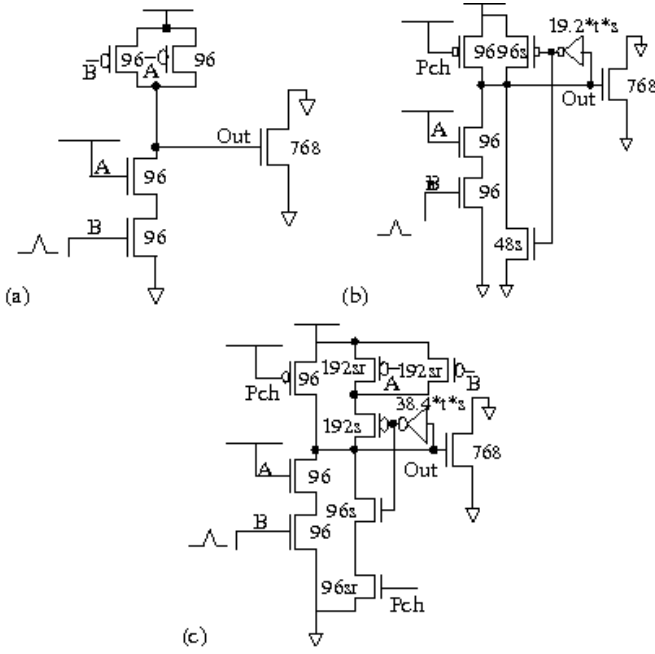 96
96
B
A
Out
768
A
96
B
96
(a)
19.2*t*s
96
96s
Pch
Out
768
A
96
B
96
48s
(b)
192sr
192sr
96
A
B
Pch
38.4*t*s
192s
Out
768
A
96
96s
B
96
96sr
Pch
(c)